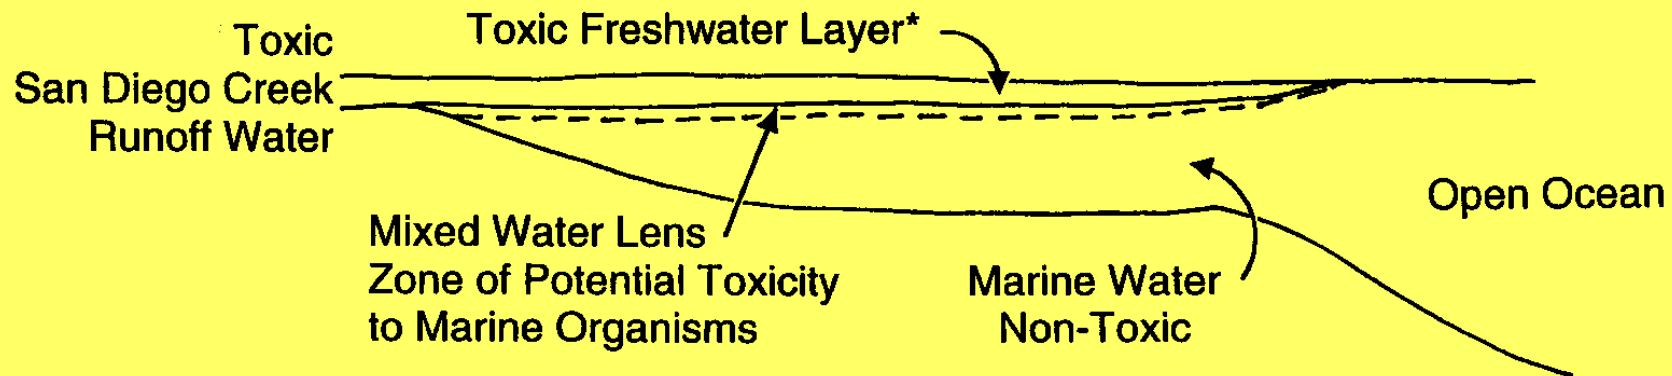 Toxic
San Diego Creek
Runoff Water
Toxic Freshwater Layer*
Mixed Water Lens
Zone of Potential Toxicity
to Marine Organisms
Marine Water
Non-Toxic
Open Ocean